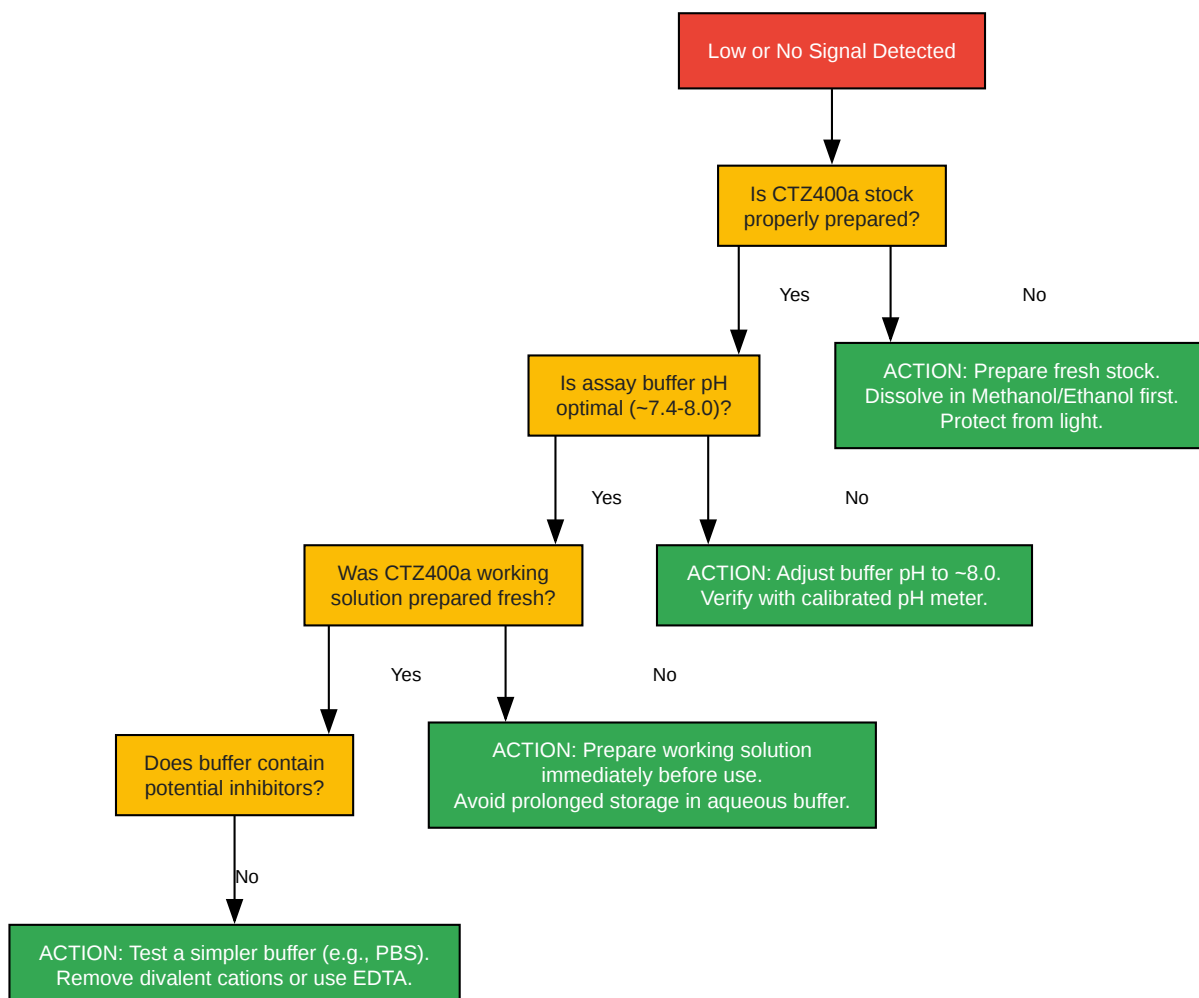 Low or No Signal Detected
Is CTZ400a stock
properly prepared?
Yes
No
Is assay buffer pH
optimal (~7.4-8.0)?
ACTION: Prepare fresh stock.
Dissolve in Methanol/Ethanol first.
Protect from light.
Yes
No
Was CTZ400a working
solution prepared fresh?
ACTION: Adjust buffer pH to ~8.0.
Verify with calibrated pH meter.
Yes
No
Does buffer contain
potential inhibitors?
ACTION: Prepare working solution
immediately before use.
Avoid prolonged storage in aqueous buffer.
No
ACTION: Test a simpler buffer (e.g., PBS).
Remove divalent cations or use EDTA.